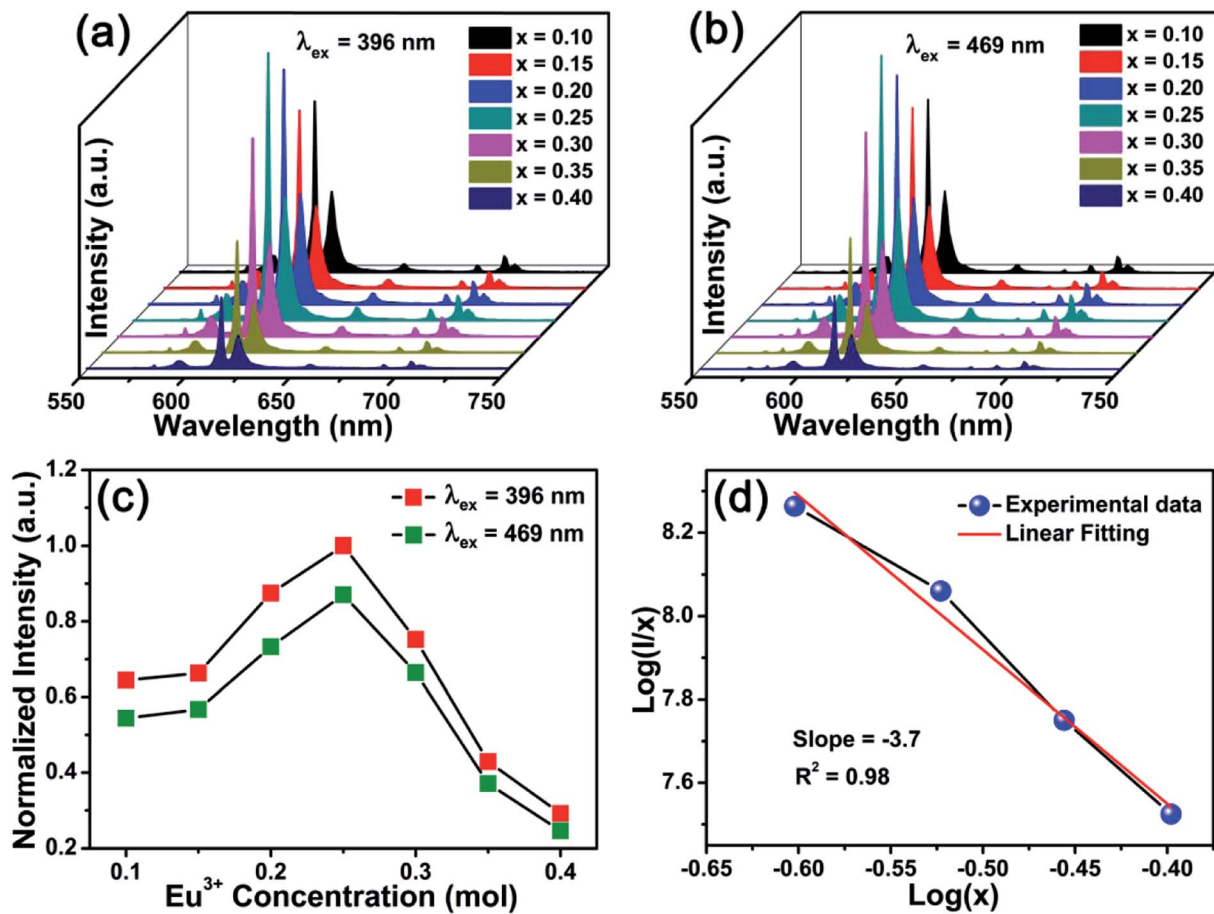 (a)
λex = 396 nm
x = 0.10
x = 0.15
x = 0.20
x = 0.25
x = 0.30
x = 0.35
x = 0.40
Intensity (a.u.)
550 600 650 700 750
Wavelength (nm)
(b)
λex = 469 nm
x = 0.10
x = 0.15
x = 0.20
x = 0.25
x = 0.30
x = 0.35
x = 0.40
Intensity (a.u.)
550 600 650 700 750
Wavelength (nm)
(c)
λex = 396 nm
λex = 469 nm
Normalized Intensity (a.u.)
1.2
1.0
0.8
0.6
0.4
0.2
0.1 0.2 0.3 0.4
Eu3+ Concentration (mol)
(d)
Experimental data
Linear Fitting
Log(I/x)
8.2
8.0
7.8
7.6
Slope = -3.7
R2 = 0.98
-0.65 -0.60 -0.55 -0.50 -0.45 -0.40
Log(x)